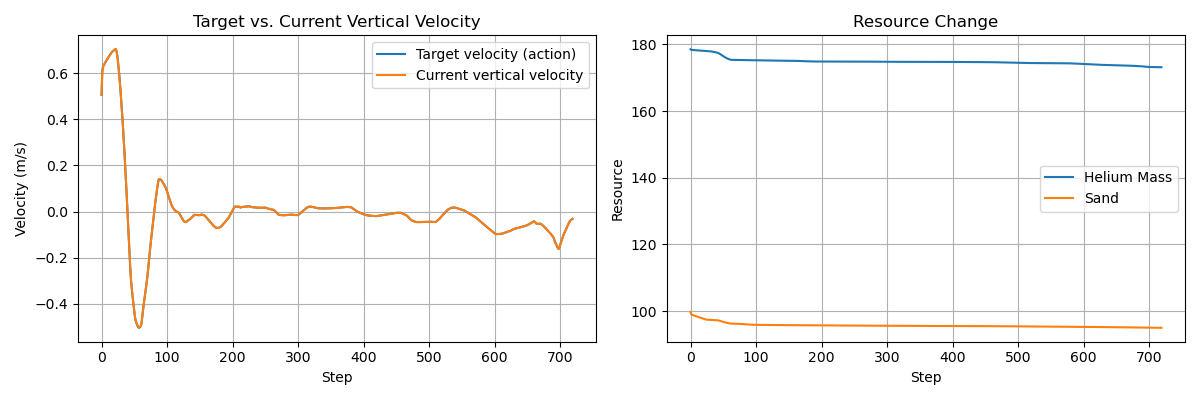 Target vs. Current Vertical Velocity
Target velocity (action)
Current vertical velocity
Velocity (m/s)
0.6
0.4
0.2
0.0
−0.2
−0.4
0 100 200 300 400 500 600 700
Step
Resource Change
Helium Mass
Sand
Resource
180
160
140
120
100
0 100 200 300 400 500 600 700
Step